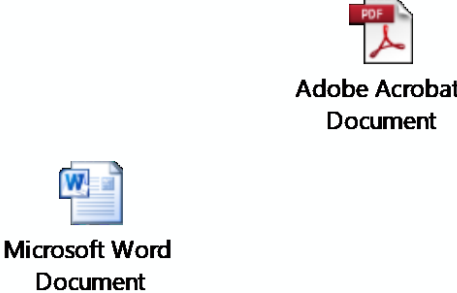 PDF
Adobe Acrobat
Document
W
Microsoft Word
Document